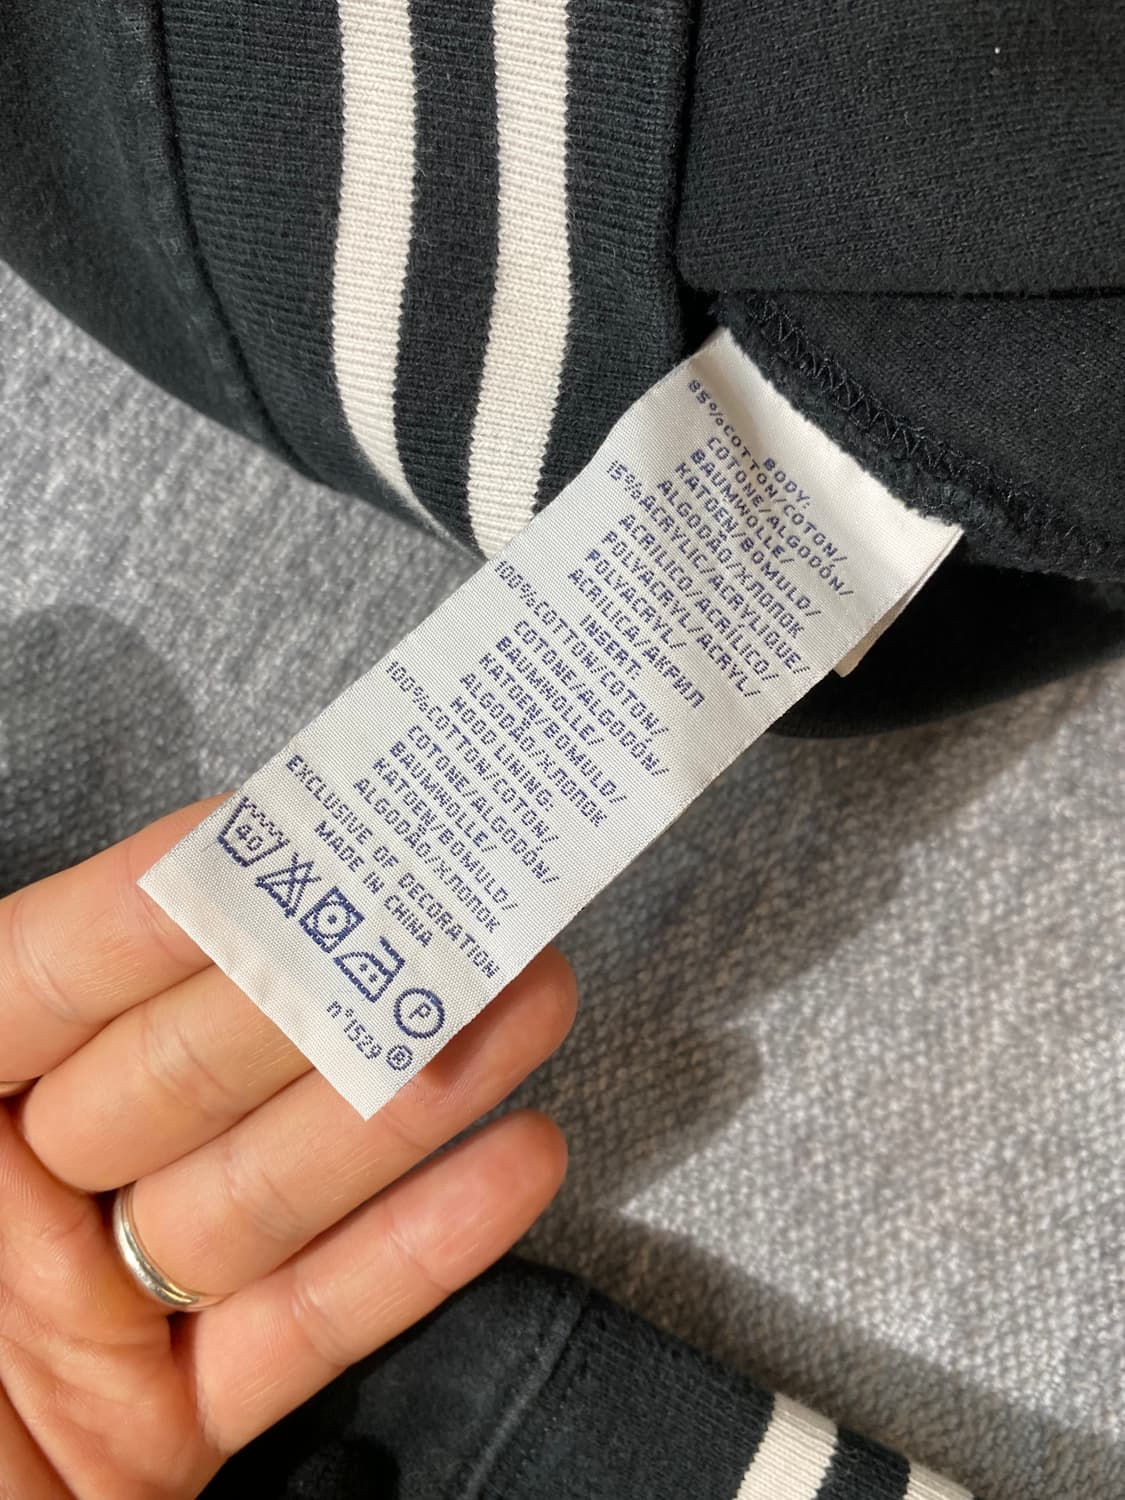 BODY:
85%COTTON/COTON/
COTONE/ALGODÓN/
BAUMWOLLE/
KATOEN/BOMULD/
ALGODÃO/ХЛОПОК
15%ACRYLIC/ACRYLIQUE/
ACRILICO/ACRÍLICO/
POLYACRYL/ACRYL/
POLYACRYL/
ACRILICA/АКРИЛ
INSERT:
100%COTTON/COTON/
COTONE/ALGODÓN/
BAUMWOLLE/
KATOEN/BOMULD/
ALGODÃO/ХЛОПОК
HOOD LINING:
100%COTTON/COTON/
COTONE/ALGODÓN/
BAUMWOLLE/
KATOEN/BOMULD/
ALGODÃO/ХЛОПОК
EXCLUSIVE OF DECORATION
MADE IN CHINA
40 P
n°1529 ®